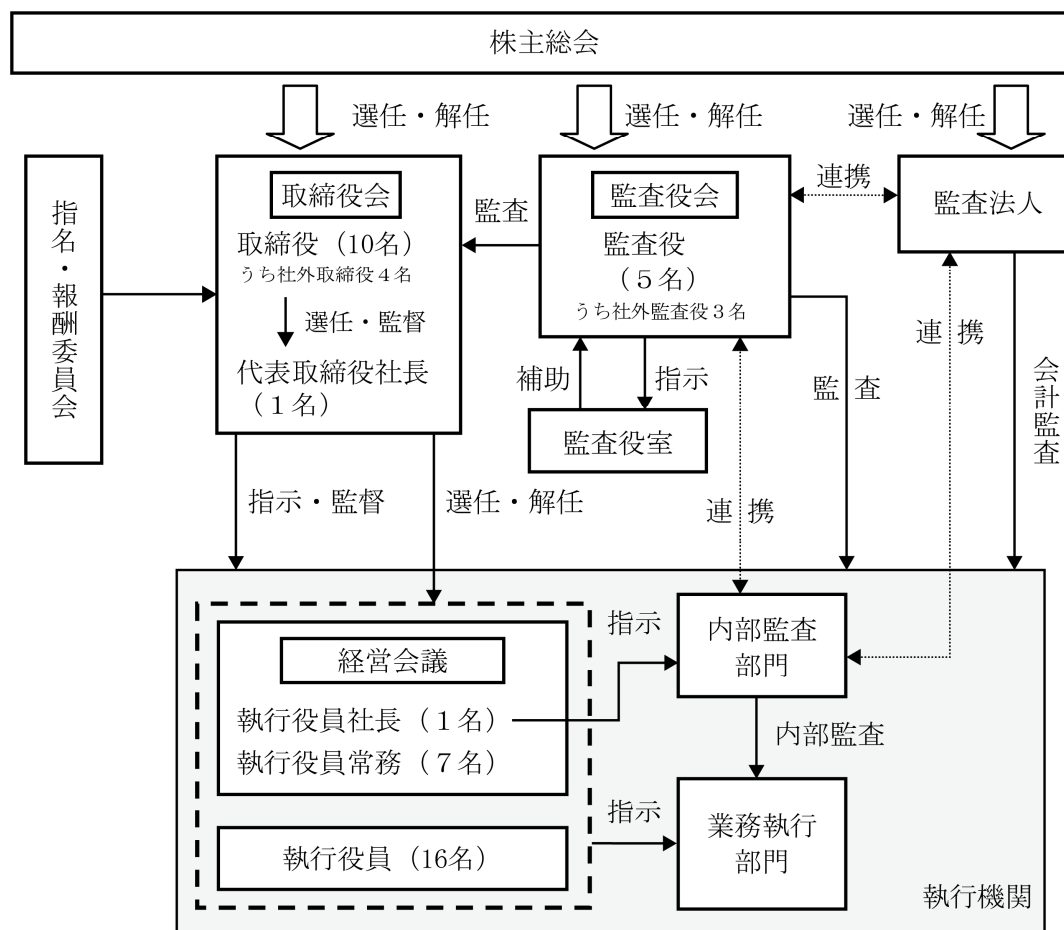 株主総会
選任・解任
選任・解任
選任・解任
指名・報酬委員会
取締役会
取締役（10名）
うち社外取締役４名
選任・監督
代表取締役社長
（１名）
監査
監査役会
監査役
（５名）
うち社外監査役３名
連携
監査法人
補助
指示
監査役室
監査
連携
会計監査
指示・監督
選任・解任
連携
経営会議
執行役員社長（１名）
執行役員常務（７名）
執行役員（16名）
指示
内部監査
部門
内部監査
指示
業務執行
部門
執行機関